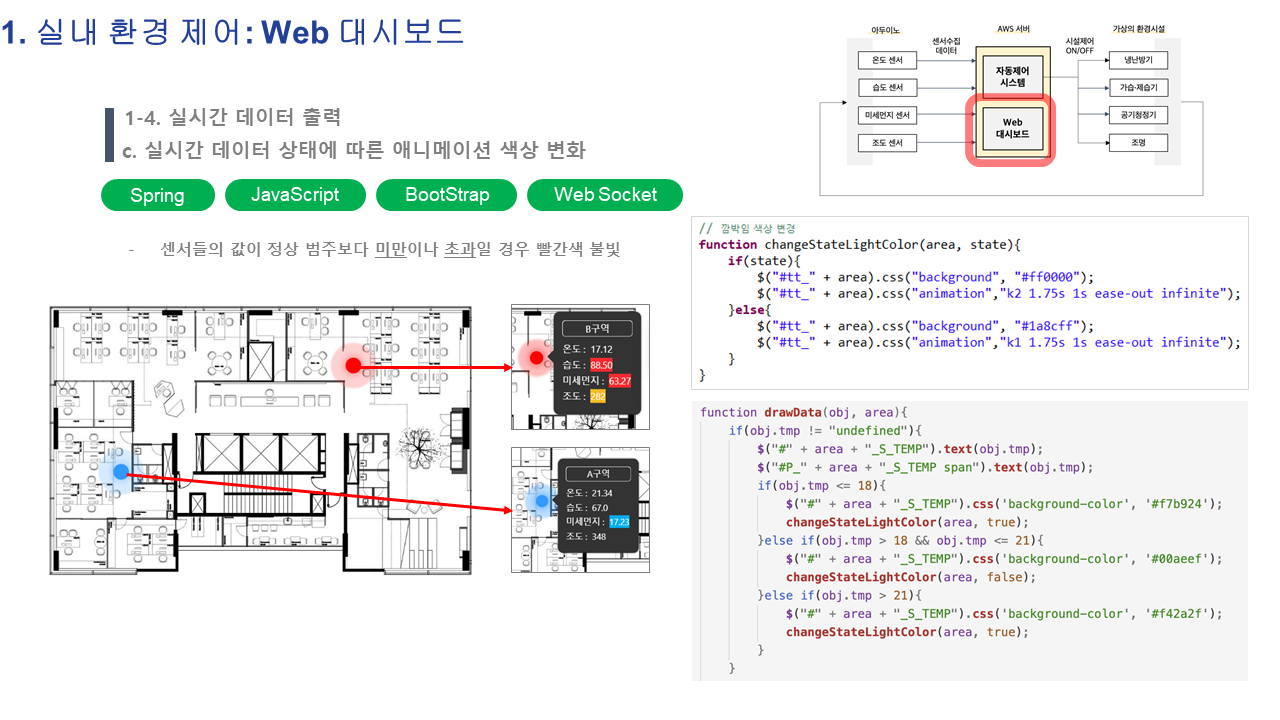 1. 실내 환경 제어: Web 대시보드
아두이노
센서수집
데이터
AWS 서버
시설제어
ON/OFF
가상의 환경시설
온도 센서
습도 센서
미세먼지 센서
조도 센서
자동제어
시스템
Web
대시보드
냉난방기
가습·제습기
공기청정기
조명
1-4. 실시간 데이터 출력
c. 실시간 데이터 상태에 따른 애니메이션 색상 변화
Spring
JavaScript
BootStrap
Web Socket
- 센서들의 값이 정상 범주보다 미만이나 초과일 경우 빨간색 불빛
B구역
온도 : 17.12
습도 : 88.50
미세먼지 : 63.27
조도 : 282
A구역
온도 : 21.34
습도 : 67.0
미세먼지 : 17.23
조도 : 348
// 깜박임 색상 변경
function changeStateLightColor(area, state){
if(state){
$("#tt_" + area).css("background", "#ff0000");
$("#tt_" + area).css("animation","k2 1.75s 1s ease-out infinite");
}else{
$("#tt_" + area).css("background", "#1a8cff");
$("#tt_" + area).css("animation","k1 1.75s 1s ease-out infinite");
}
}
function drawData(obj, area){
if(obj.tmp != "undefined"){
$("#" + area + "_S_TEMP").text(obj.tmp);
$("#P_" + area + "_S_TEMP span").text(obj.tmp);
if(obj.tmp <= 18){
$("#" + area + "_S_TEMP").css('background-color', '#f7b924');
changeStateLightColor(area, true);
}else if(obj.tmp > 18 && obj.tmp <= 21){
$("#" + area + "_S_TEMP").css('background-color', '#00aeef');
changeStateLightColor(area, false);
}else if(obj.tmp > 21){
$("#" + area + "_S_TEMP").css('background-color', '#f42a2f');
changeStateLightColor(area, true);
}
}